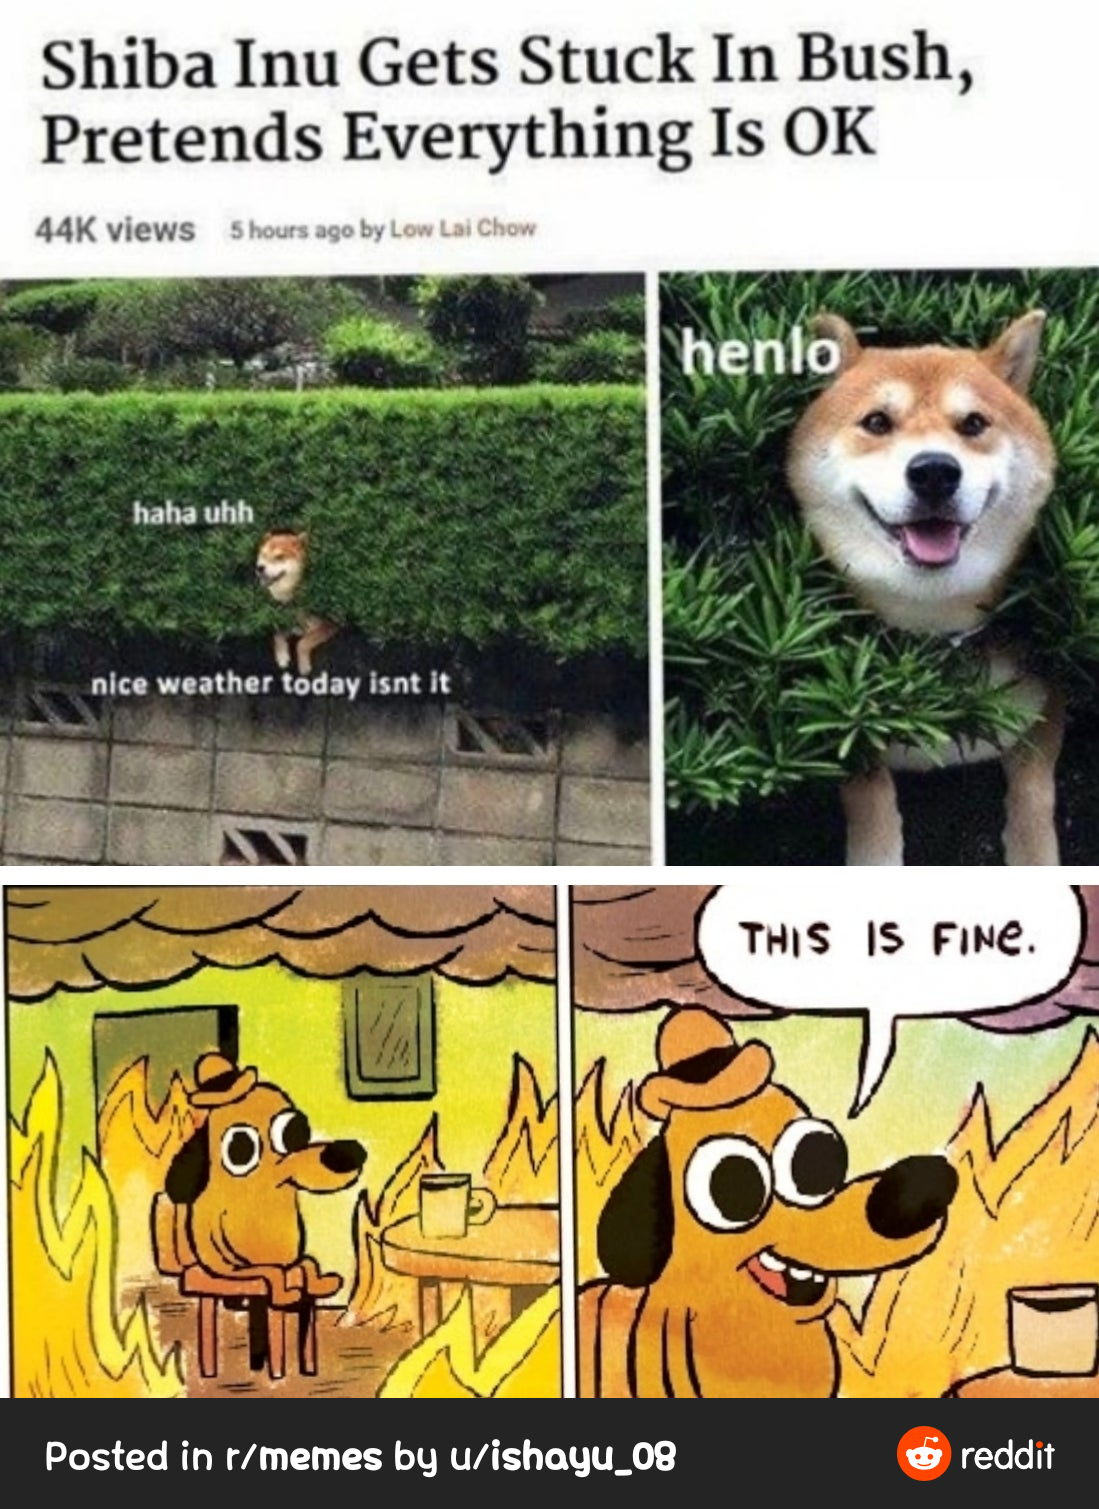 Shiba Inu Gets Stuck In Bush,
Pretends Everything Is OK
44K views 5 hours ago by Low Lai Chow
haha uhh
nice weather today isnt it
henlo
THIS IS FINe.
Posted in r/memes by u/ishayu_08
reddit